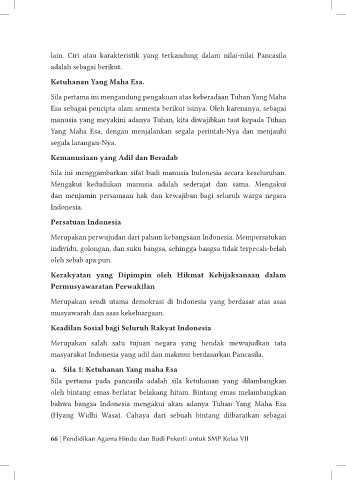 lain. Ciri atau karakteristik yang terkandung dalam nilai-nilai Pancasila
adalah sebagai berikut.
Ketuhanan Yang Maha Esa.
Sila pertama ini mengandung pengakuan atas keberadaan Tuhan Yang Maha
Esa sebagai pencipta alam semesta berikut isinya. Oleh karenanya, sebagai
manusia yang meyakini adanya Tuhan, kita diwajibkan taat kepada Tuhan
Yang Maha Esa, dengan menjalankan segala perintah-Nya dan menjauhi
segala larangan-Nya.
Kemanusiaan yang Adil dan Beradab
Sila ini menggambarkan sifat budi manusia Indonesia secara keseluruhan.
Mengakui kedudukan manusia adalah sederajat dan sama. Mengakui
dan menjamin persamaan hak dan kewajiban bagi seluruh warga negara
Indonesia.
Persatuan Indonesia
Merupakan perwujudan dari paham kebangsaan Indonesia. Mempersatukan
individu, golongan, dan suku bangsa, sehingga bangsa tidak terpecah-belah
oleh sebab apa pun.
Kerakyatan yang Dipimpin oleh Hikmat Kebijaksanaan dalam
Permusyawaratan Perwakilan
Merupakan sendi utama demokrasi di Indonesia yang berdasar atas asas
musyawarah dan asas kekeluargaan.
Keadilan Sosial bagi Seluruh Rakyat Indonesia
Merupakan salah satu tujuan negara yang hendak mewujudkan tata
masyarakat Indonesia yang adil dan makmur berdasarkan Pancasila.
a. Sila 1: Ketuhanan Yang maha Esa
Sila pertama pada pancasila adalah sila ketuhanan yang dilambangkan
oleh bintang emas berlatar belakang hitam. Bintang emas melambangkan
bahwa bangsa Indonesia mengakui akan adanya Tuhan Yang Maha Esa
(Hyang Widhi Wasa). Cahaya dari sebuah bintang diibaratkan sebagai
66 | Pendidikan Agama Hindu dan Budi Pekerti untuk SMP Kelas VII